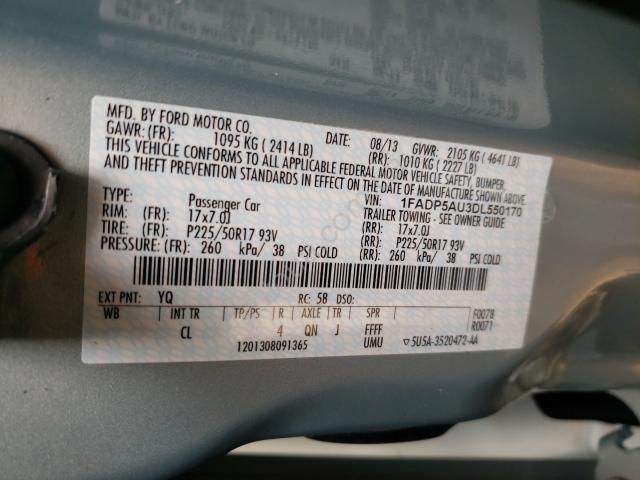 MFD. BY FORD MOTOR CO.
DATE: 08/13 GVWR: 2105 KG ( 4641 LB)
GAWR: (FR): 1095 KG ( 2414 LB) (RR): 1010 KG ( 2227 LB)
THIS VEHICLE CONFORMS TO ALL APPLICABLE FEDERAL MOTOR VEHICLE SAFETY, BUMPER,
AND THEFT PREVENTION STANDARDS IN EFFECT ON THE DATE OF MANUFACTURE SHOWN ABOVE.
VIN: 1FADP5AU3DL550170
TYPE: Passenger Car TRAILER TOWING - SEE OWNER GUIDE
RIM: (FR): 17x7.0J (RR): 17x7.0J
TIRE: (FR): P225/50R17 93V (RR): P225/50R17 93V
PRESSURE: (FR): 260 kPa/ 38 PSI COLD (RR): 260 kPa/ 38 PSI COLD
EXT PNT: YQ RC: 58 DSO:
WB INT TR TP/PS R AXLE TR SPR F0078
CL 4 QN J FFFF R0071
1201308091365 UMU 5U5A-3520472-AA